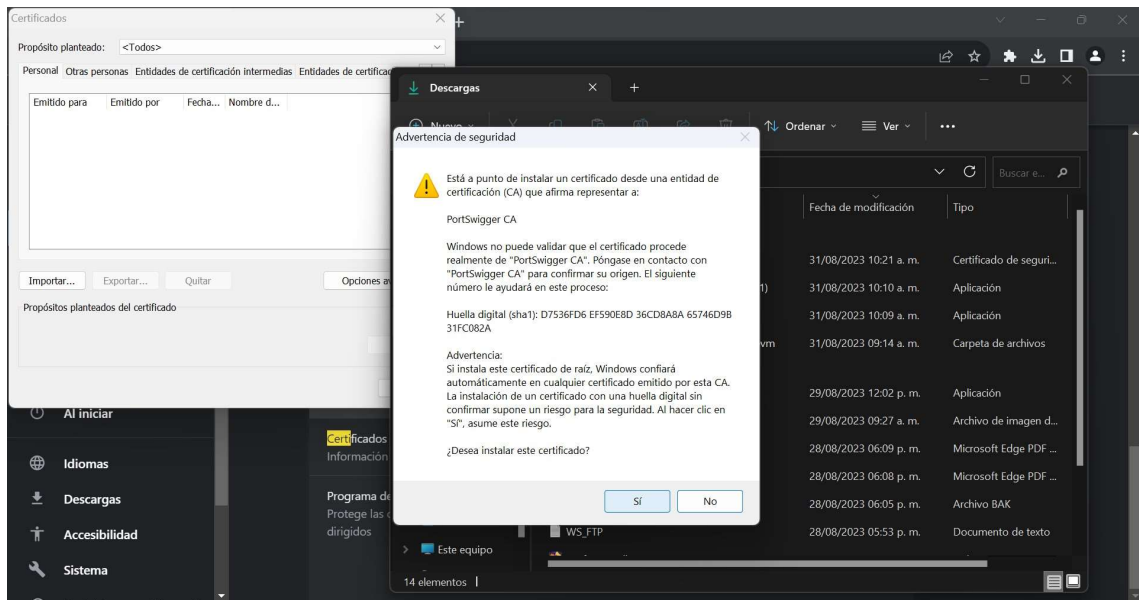 Certificados
Propósito planteado: <Todos>
Personal Otras personas Entidades de certificación intermedias Entidades de certificac
Emitido para Emitido por Fecha... Nombre d...
Importar... Exportar... Quitar Opciones av
Propósitos planteados del certificado
Descargas
Nuevo
Ordenar Ver
Buscar e...
Fecha de modificación Tipo
31/08/2023 10:21 a. m. Certificado de seguri...
1) 31/08/2023 10:10 a. m. Aplicación
31/08/2023 10:09 a. m. Aplicación
vm 31/08/2023 09:14 a. m. Carpeta de archivos
29/08/2023 12:02 p. m. Aplicación
29/08/2023 09:27 a. m. Archivo de imagen d...
28/08/2023 06:09 p. m. Microsoft Edge PDF ...
28/08/2023 06:08 p. m. Microsoft Edge PDF ...
28/08/2023 06:05 p. m. Archivo BAK
WS_FTP 28/08/2023 05:53 p. m. Documento de texto
Este equipo
14 elementos
Advertencia de seguridad
Está a punto de instalar un certificado desde una entidad de
certificación (CA) que afirma representar a:
PortSwigger CA
Windows no puede validar que el certificado procede
realmente de "PortSwigger CA". Póngase en contacto con
"PortSwigger CA" para confirmar su origen. El siguiente
número le ayudará en este proceso:
Huella digital (sha1): D7536FD6 EF590E8D 36CD8A8A 65746D9B
31FC082A
Advertencia:
Si instala este certificado de raíz, Windows confiará
automáticamente en cualquier certificado emitido por esta CA.
La instalación de un certificado con una huella digital sin
confirmar supone un riesgo para la seguridad. Al hacer clic en
"Sí", asume este riesgo.
¿Desea instalar este certificado?
Sí No
Al iniciar
Idiomas
Descargas
Accesibilidad
Sistema
Certificados
Información
Programa de
Protege las c
dirigidos